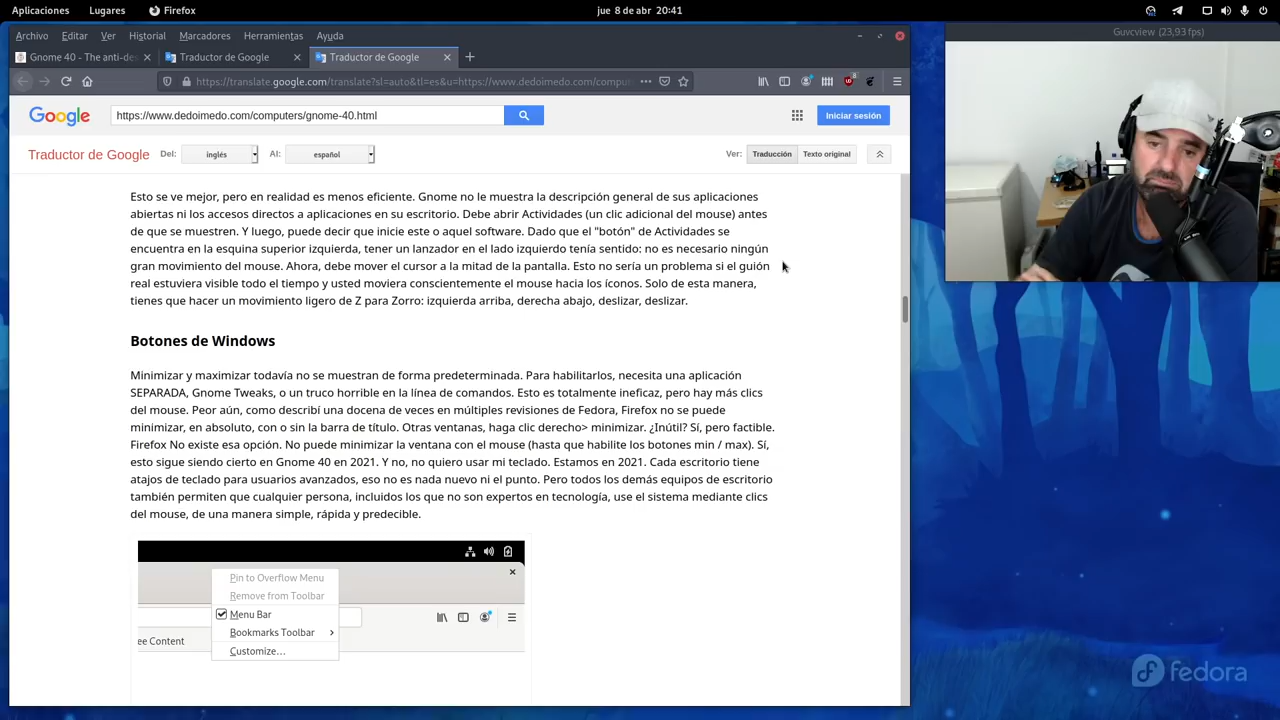 Aplicaciones Lugares Firefox jue 8 de abr 20:41
Archivo Editar Ver Historial Marcadores Herramientas Ayuda
Guvcview (23,93 fps)
Gnome 40 - The anti-des Traductor de Google Traductor de Google
https://translate.google.com/translate?sl=auto&tl=es&u=https://www.dedoimedo.com/compu 8
Google https://www.dedoimedo.com/computers/gnome-40.html Iniciar sesión
Traductor de Google Del: inglés Al: español Ver: Traducción Texto original
Esto se ve mejor, pero en realidad es menos eficiente. Gnome no le muestra la descripción general de sus aplicaciones
abiertas ni los accesos directos a aplicaciones en su escritorio. Debe abrir Actividades (un clic adicional del mouse) antes
de que se muestren. Y luego, puede decir que inicie este o aquel software. Dado que el "botón" de Actividades se
encuentra en la esquina superior izquierda, tener un lanzador en el lado izquierdo tenía sentido: no es necesario ningún
gran movimiento del mouse. Ahora, debe mover el cursor a la mitad de la pantalla. Esto no sería un problema si el guión
real estuviera visible todo el tiempo y usted moviera conscientemente el mouse hacia los íconos. Solo de esta manera,
tienes que hacer un movimiento ligero de Z para Zorro: izquierda arriba, derecha abajo, deslizar, deslizar.
Botones de Windows
Minimizar y maximizar todavía no se muestran de forma predeterminada. Para habilitarlos, necesita una aplicación
SEPARADA, Gnome Tweaks, o un truco horrible en la línea de comandos. Esto es totalmente ineficaz, pero hay más clics
del mouse. Peor aún, como describí una docena de veces en múltiples revisiones de Fedora, Firefox no se puede
minimizar, en absoluto, con o sin la barra de título. Otras ventanas, haga clic derecho> minimizar. ¿Inútil? Sí, pero factible.
Firefox No existe esa opción. No puede minimizar la ventana con el mouse (hasta que habilite los botones min / max). Sí,
esto sigue siendo cierto en Gnome 40 en 2021. Y no, no quiero usar mi teclado. Estamos en 2021. Cada escritorio tiene
atajos de teclado para usuarios avanzados, eso no es nada nuevo ni el punto. Pero todos los demás equipos de escritorio
también permiten que cualquier persona, incluidos los que no son expertos en tecnología, use el sistema mediante clics
del mouse, de una manera simple, rápida y predecible.
Pin to Overflow Menu
Remove from Toolbar
Menu Bar
Bookmarks Toolbar
ee Content
Customize…
fedora